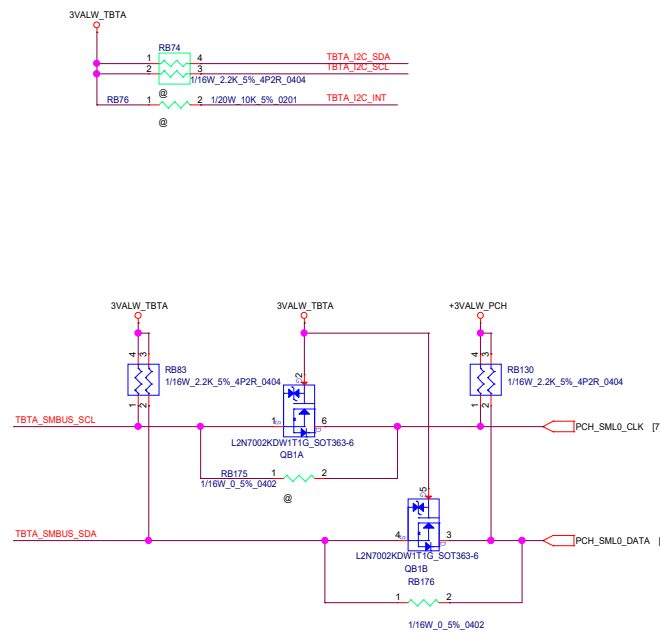 3VALW_TBTA
RB74
1 4 TBTA_I2C_SDA
2 3 TBTA_I2C_SCL
1/16W_2.2K_5%_4P2R_0404
@
RB76 1 2 1/20W_10K_5%_0201 TBTA_I2C_INT
@
3VALW_TBTA 3VALW_TBTA +3VALW_PCH
4 3 2 4 3
RB83 RB130
1/16W_2.2K_5%_4P2R_0404 1/16W_2.2K_5%_4P2R_0404
1 2 1 2
TBTA_SMBUS_SCL 1 6 PCH_SML0_CLK [7
L2N7002KDW1T1G_SOT363-6
QB1A
RB175 1 2
1/16W_0_5%_0402
@
5
TBTA_SMBUS_SDA 4 3 PCH_SML0_DATA [
L2N7002KDW1T1G_SOT363-6
QB1B
RB176
1 2
1/16W_0_5%_0402